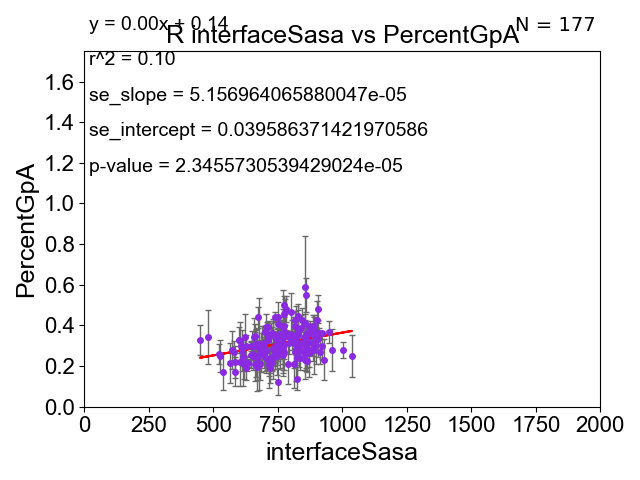 y = 0.00x + 0.14
R interfaceSasa vs PercentGpA
N = 177
r^2 = 0.10
se_slope = 5.156964065880047e-05
se_intercept = 0.039586371421970586
p-value = 2.3455730539429024e-05
PercentGpA
1.6
1.4
1.2
1.0
0.8
0.6
0.4
0.2
0.0
0 250 500 750 1000 1250 1500 1750 2000
interfaceSasa